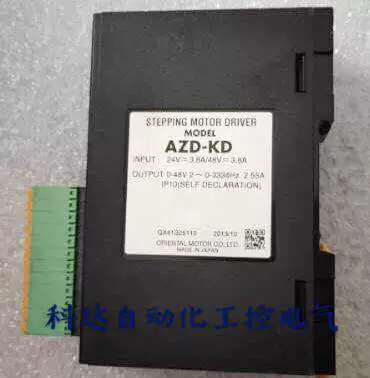 STEPPING MOTOR DRIVER
MODEL
AZD-KD
INPUT 24V⎓3.8A/48V⎓3.8A
OUTPUT 0-48V 2～0-3334Hz 2.55A
IP10(SELF DECLARATION)
2013/10
ORIENTAL MOTOR CO.,LTD.
MADE IN JAPAN
科达自动化工控电气